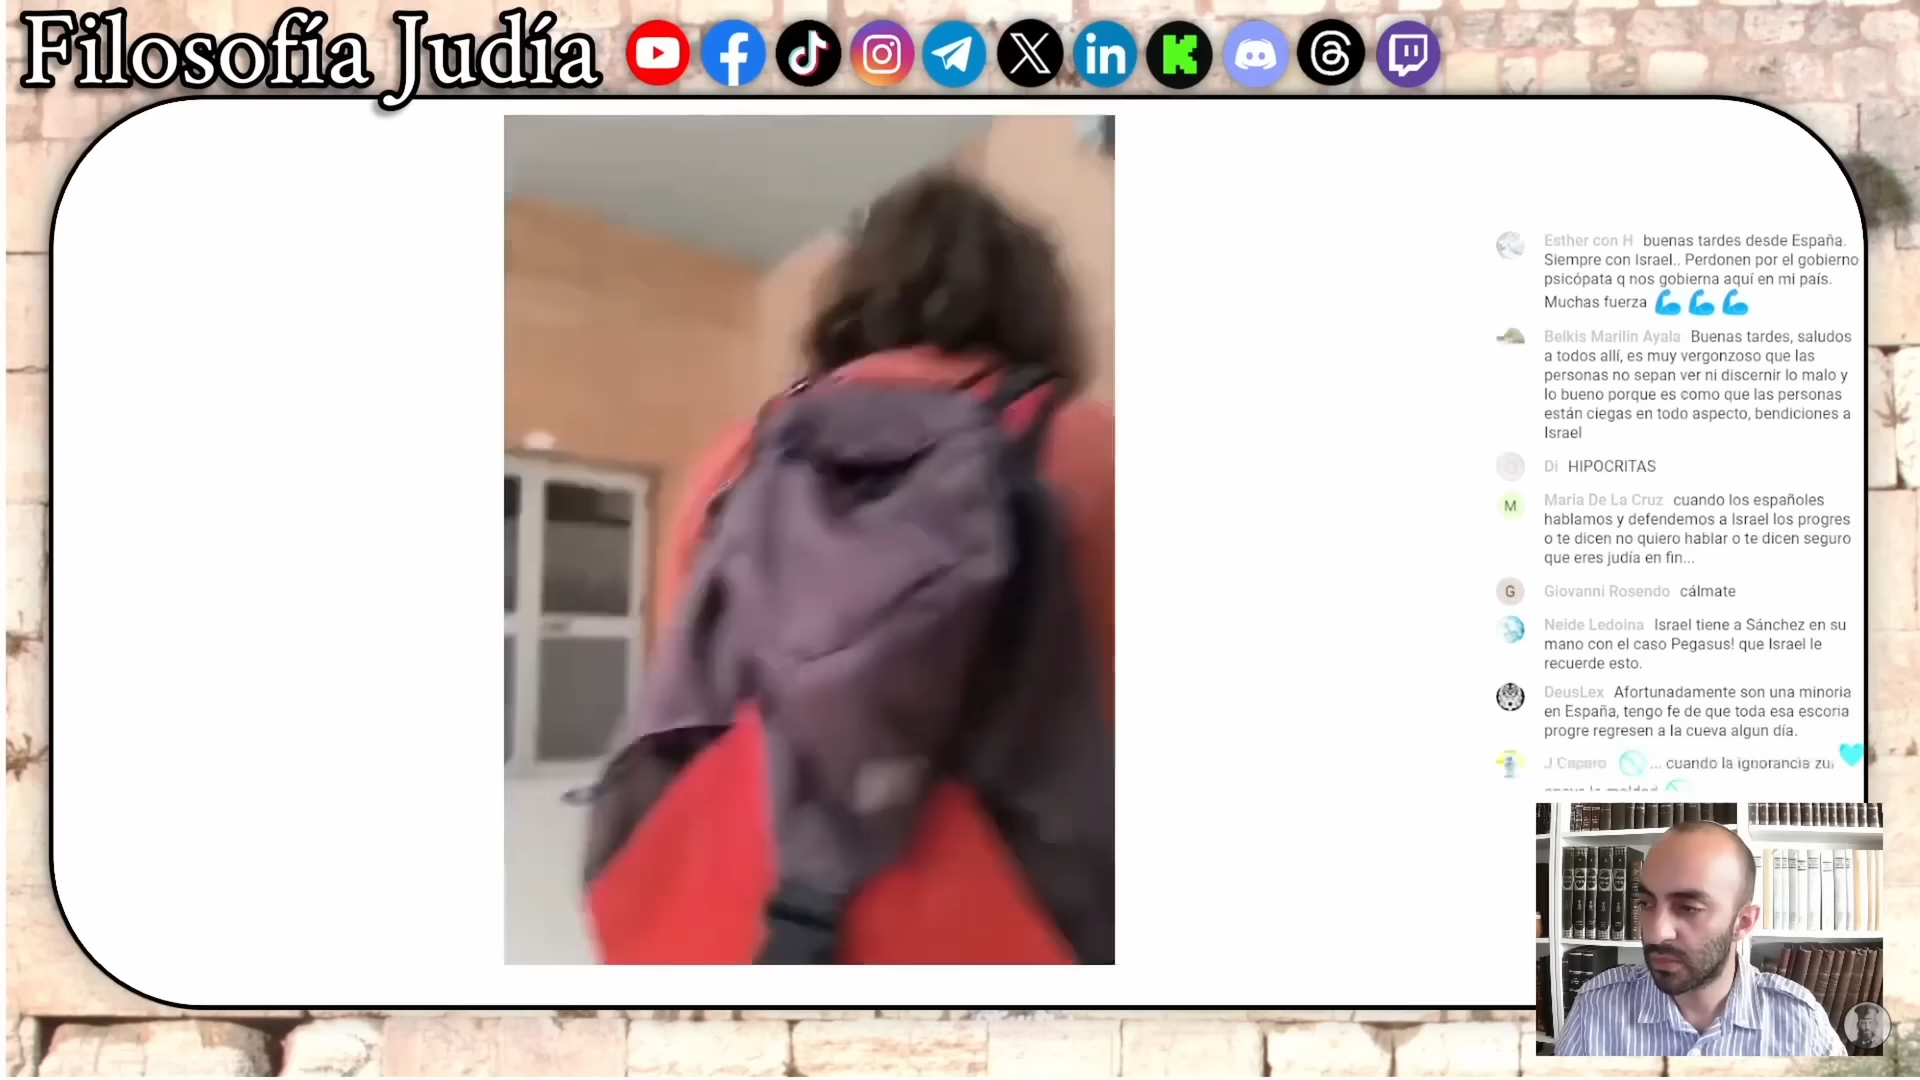 Filosofía Judía
Esther con H buenas tardes desde España.
Siempre con Israel.. Perdonen por el gobierno
psicópata q nos gobierna aquí en mi país.
Muchas fuerza
Belkis Marilin Ayala Buenas tardes, saludos
a todos allí, es muy vergonzoso que las
personas no sepan ver ni discernir lo malo y
lo bueno porque es como que las personas
están ciegas en todo aspecto, bendiciones a
Israel
Di HIPOCRITAS
M Maria De La Cruz cuando los españoles
hablamos y defendemos a Israel los progres
o te dicen no quiero hablar o te dicen seguro
que eres judía en fin...
G Giovanni Rosendo cálmate
Neide Ledoina Israel tiene a Sánchez en su
mano con el caso Pegasus! que Israel le
recuerde esto.
DeusLex Afortunadamente son una minoria
en España, tengo fe de que toda esa escoria
progre regresen a la cueva algun día.
J Caparo ... cuando la ignorancia